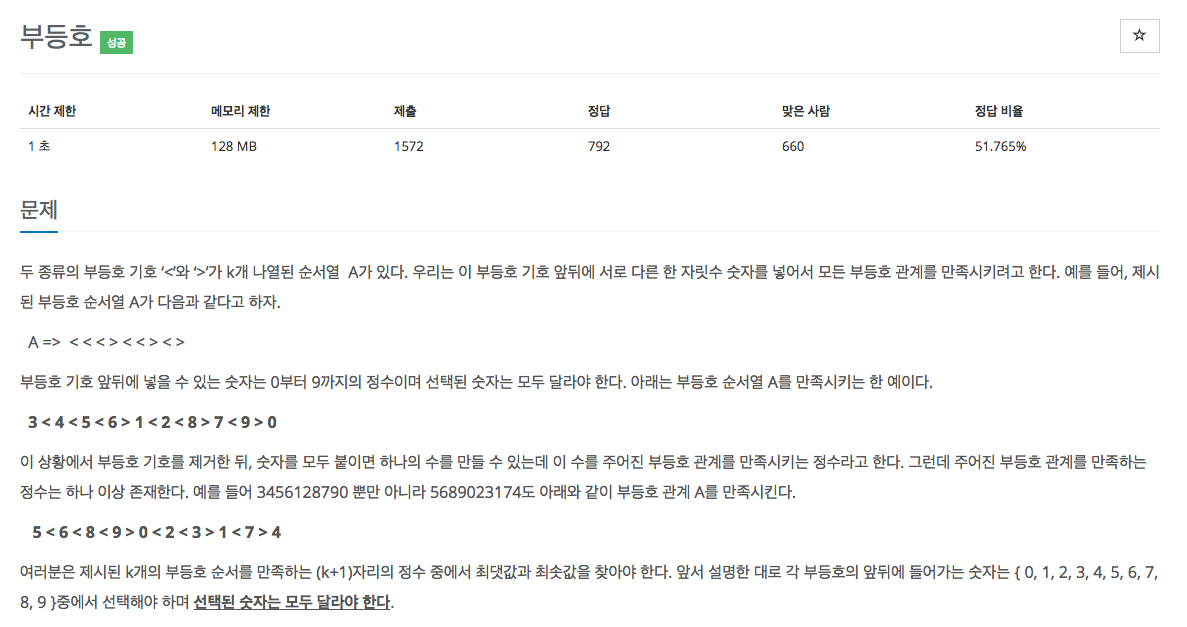 부등호 성공
☆
시간 제한 메모리 제한 제출 정답 맞은 사람 정답 비율
1 초 128 MB 1572 792 660 51.765%
문제
두 종류의 부등호 기호 ‘<’와 ‘>’가 k개 나열된 순서열 A가 있다. 우리는 이 부등호 기호 앞뒤에 서로 다른 한 자릿수 숫자를 넣어서 모든 부등호 관계를 만족시키려고 한다. 예를 들어, 제시
된 부등호 순서열 A가 다음과 같다고 하자.
A => < < < > < < > < >
부등호 기호 앞뒤에 넣을 수 있는 숫자는 0부터 9까지의 정수이며 선택된 숫자는 모두 달라야 한다. 아래는 부등호 순서열 A를 만족시키는 한 예이다.
3 < 4 < 5 < 6 > 1 < 2 < 8 > 7 < 9 > 0
이 상황에서 부등호 기호를 제거한 뒤, 숫자를 모두 붙이면 하나의 수를 만들 수 있는데 이 수를 주어진 부등호 관계를 만족시키는 정수라고 한다. 그런데 주어진 부등호 관계를 만족하는
정수는 하나 이상 존재한다. 예를 들어 3456128790 뿐만 아니라 5689023174도 아래와 같이 부등호 관계 A를 만족시킨다.
5 < 6 < 8 < 9 > 0 < 2 < 3 > 1 < 7 > 4
여러분은 제시된 k개의 부등호 순서를 만족하는 (k+1)자리의 정수 중에서 최댓값과 최솟값을 찾아야 한다. 앞서 설명한 대로 각 부등호의 앞뒤에 들어가는 숫자는 { 0, 1, 2, 3, 4, 5, 6, 7,
8, 9 }중에서 선택해야 하며 선택된 숫자는 모두 달라야 한다.